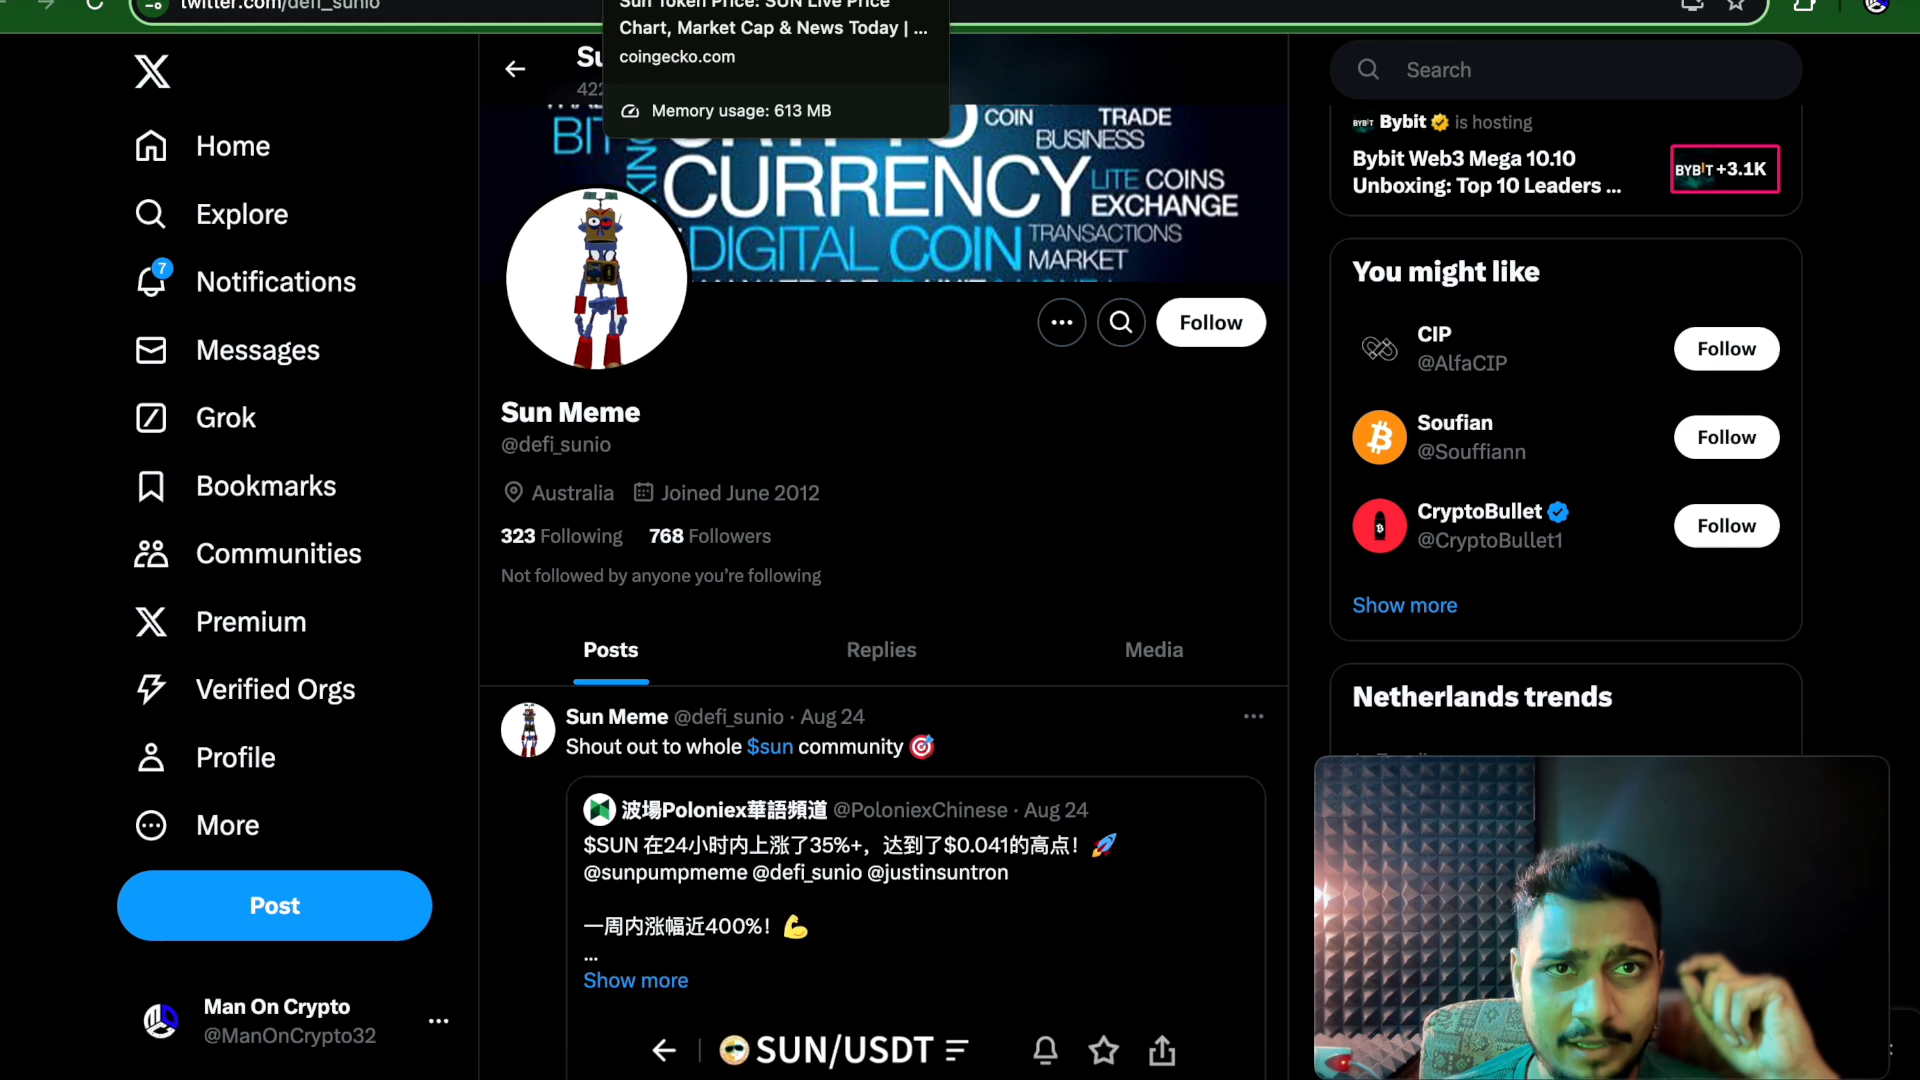 twitter.com/defi_sunio
Sun Token Price: SUN Live Price
Chart, Market Cap & News Today | ...
coingecko.com
Memory usage: 613 MB
Home
Explore
7
Notifications
Messages
Grok
Bookmarks
Communities
Premium
Verified Orgs
Profile
More
Post
Man On Crypto
@ManOnCrypto32
COIN
TRADE
BUSINESS
CURRENCY
LITE COINS
EXCHANGE
DIGITAL COIN
TRANSACTIONS
MARKET
Follow
Sun Meme
@defi_sunio
Australia
Joined June 2012
323 Following
768 Followers
Not followed by anyone you're following
Posts
Replies
Media
Sun Meme @defi_sunio · Aug 24
Shout out to whole $sun community
波場Poloniex華語頻道 @PoloniexChinese · Aug 24
$SUN 在24小时内上涨了35%+，达到了$0.041的高点！
@sunpumpmeme @defi_sunio @justinsuntron
一周内涨幅近400%！
...
Show more
SUN/USDT
Search
BYBIT Bybit is hosting
Bybit Web3 Mega 10.10
Unboxing: Top 10 Leaders ...
BYBIT +3.1K
You might like
CIP
@AlfaCIP
Follow
Soufian
@Souffiann
Follow
CryptoBullet
@CryptoBullet1
Follow
Show more
Netherlands trends